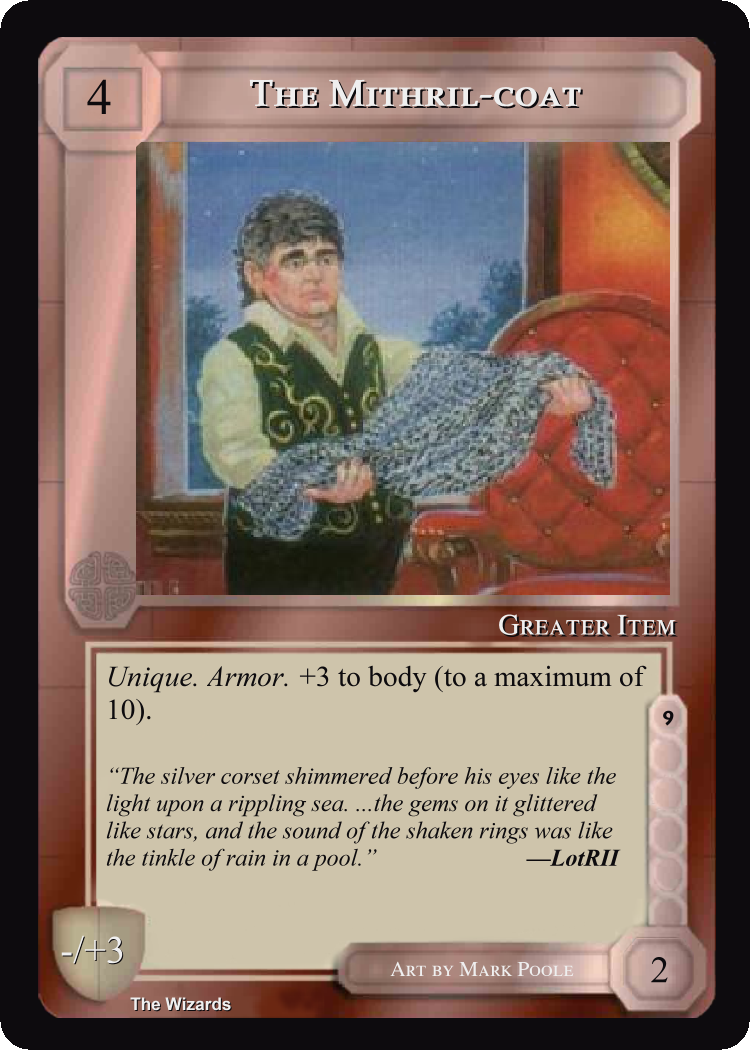 4
The Mithril-coat
Greater Item
Unique. Armor. +3 to body (to a maximum of
10).
9
“The silver corset shimmered before his eyes like the
light upon a rippling sea. ...the gems on it glittered
like stars, and the sound of the shaken rings was like
the tinkle of rain in a pool.” —LotRII
-/+3
Art by Mark Poole
2
The Wizards